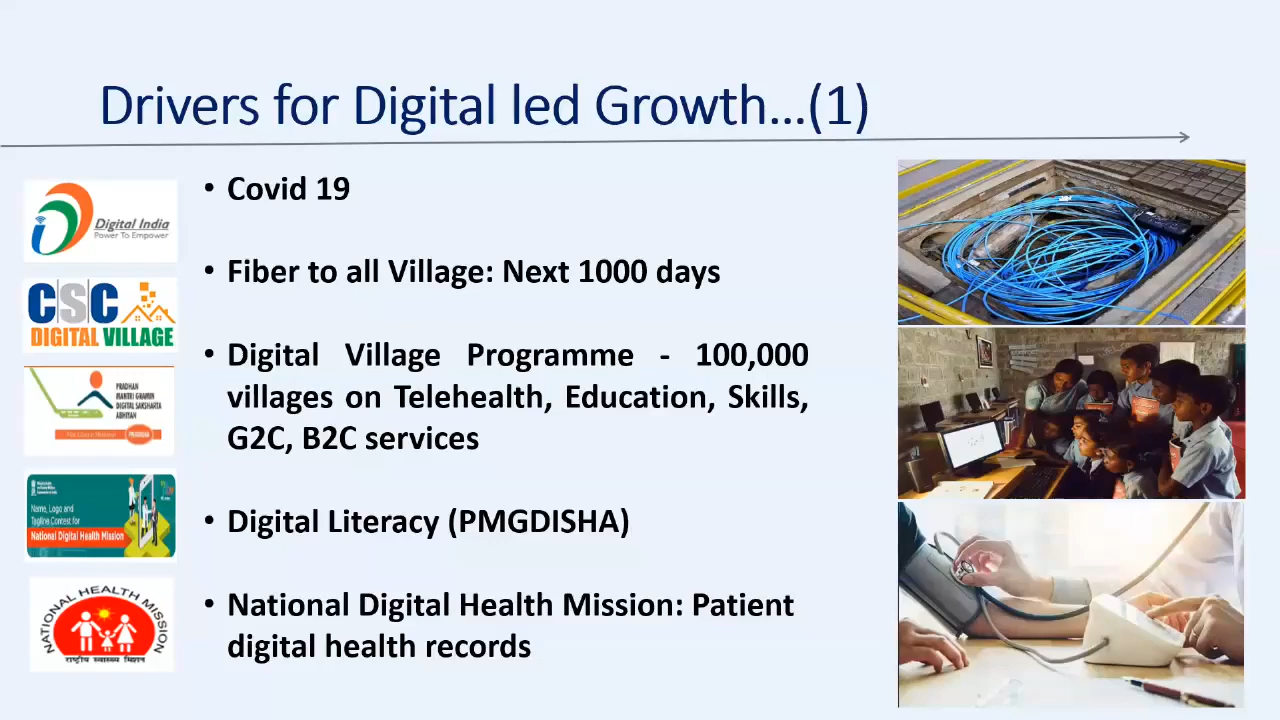 Drivers for Digital led Growth...(1)
Digital India
Power To Empower
CSC
DIGITAL VILLAGE
PRADHAN
MANTRI GRAMIN
DIGITAL SAKSHARTA
ABHIYAN
PMGDISHA
Name, Logo and
Tagline Contest for
National Digital Health Mission
NATIONAL HEALTH MISSION
राष्ट्रीय स्वास्थ्य मिशन
• Covid 19
• Fiber to all Village: Next 1000 days
• Digital Village Programme - 100,000
villages on Telehealth, Education, Skills,
G2C, B2C services
• Digital Literacy (PMGDISHA)
• National Digital Health Mission: Patient
digital health records